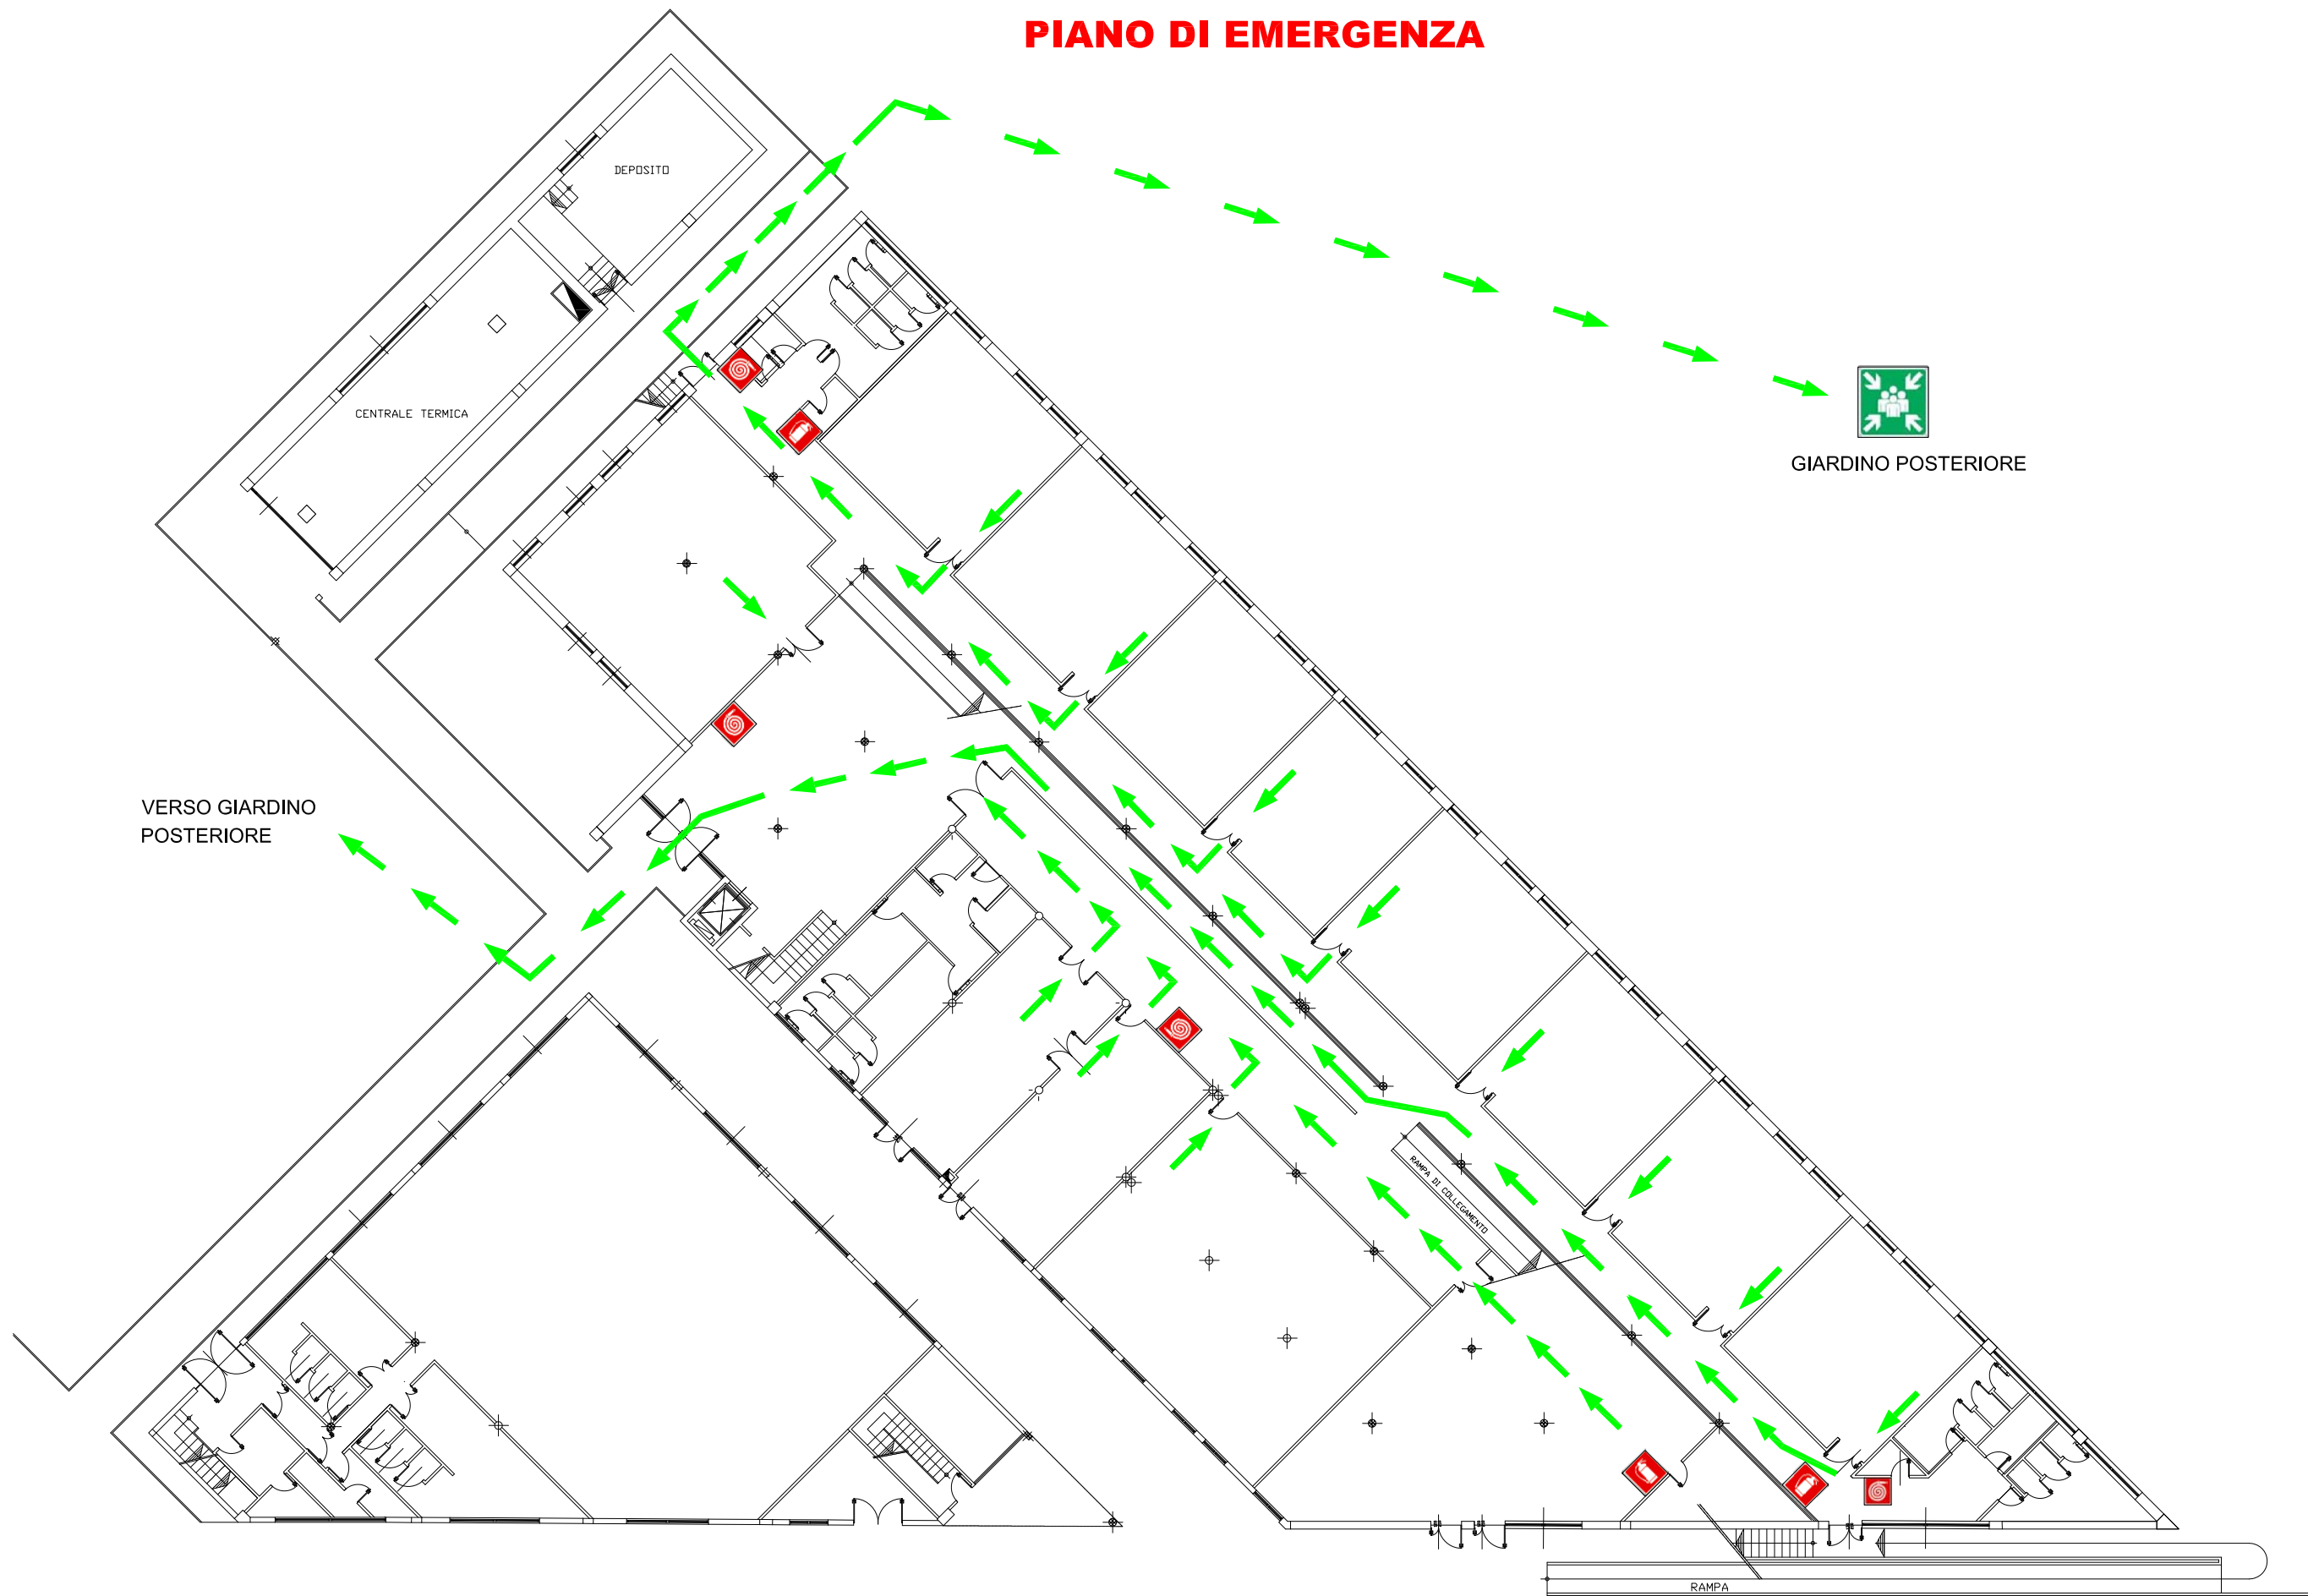 PIANO DI EMERGENZA
DEPOSITO
CENTRALE TERMICA
GIARDINO POSTERIORE
VERSO GIARDINO
POSTERIORE
RAMPA DI COLLEGAMENTO
RAMPA